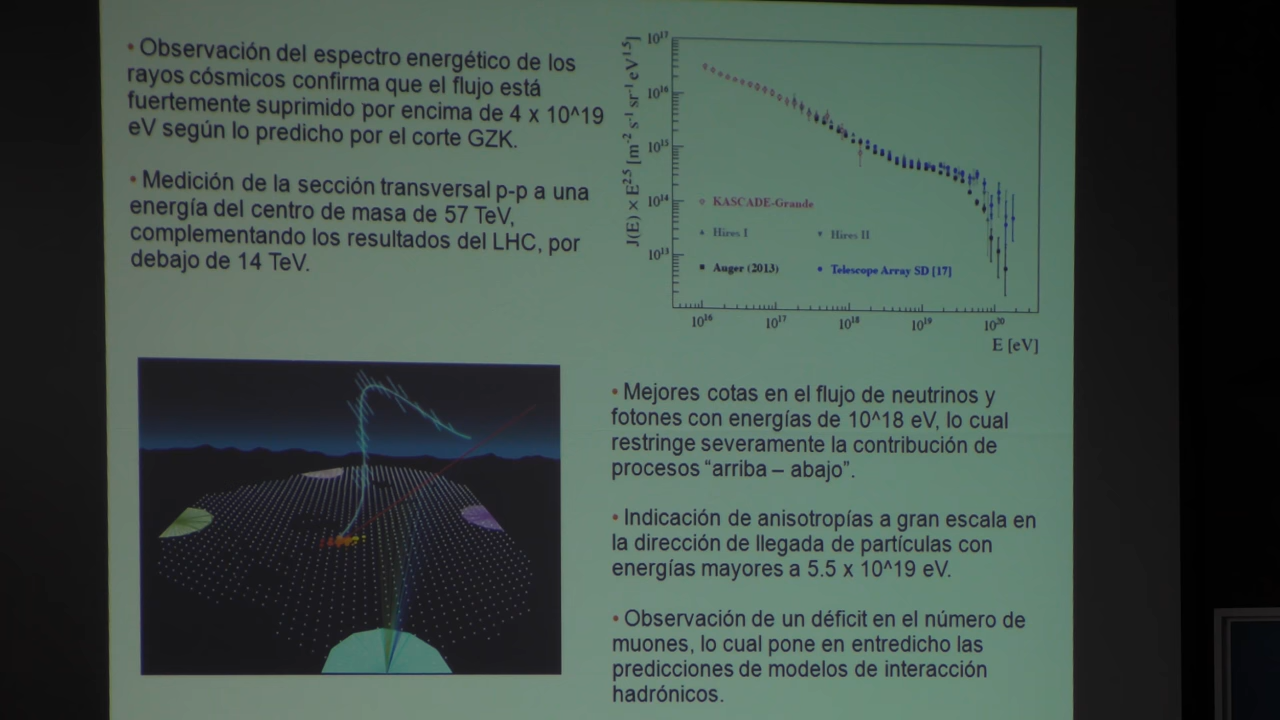 • Observación del espectro energético de los
rayos cósmicos confirma que el flujo está
fuertemente suprimido por encima de 4 x 10^19
eV según lo predicho por el corte GZK.
• Medición de la sección transversal p-p a una
energía del centro de masa de 57 TeV,
complementando los resultados del LHC, por
debajo de 14 TeV.
J(E) × E^2.5 [m^-2 s^-1 sr^-1 eV^1.5]
10^17
10^16
10^15
10^14
10^13
KASCADE-Grande
Hires I
Hires II
Auger (2013)
Telescope Array SD [17]
10^16 10^17 10^18 10^19 10^20
E [eV]
• Mejores cotas en el flujo de neutrinos y
fotones con energías de 10^18 eV, lo cual
restringe severamente la contribución de
procesos “arriba – abajo”.
• Indicación de anisotropías a gran escala en
la dirección de llegada de partículas con
energías mayores a 5.5 x 10^19 eV.
• Observación de un déficit en el número de
muones, lo cual pone en entredicho las
predicciones de modelos de interacción
hadrónicos.